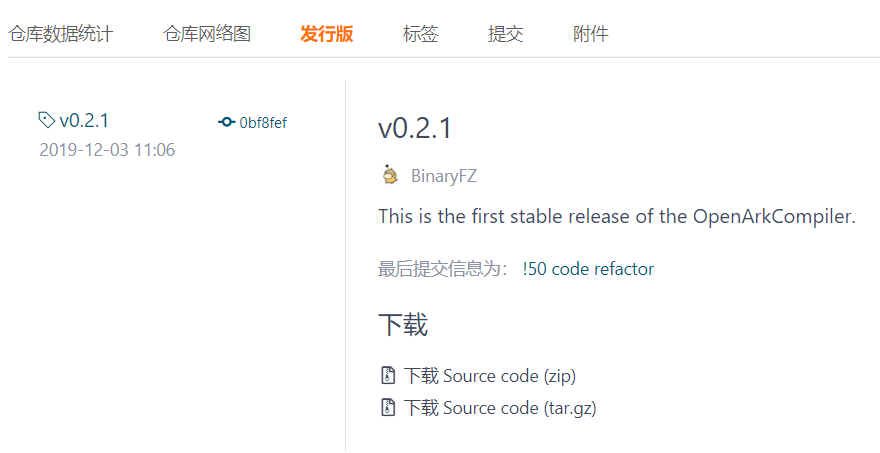 仓库数据统计 仓库网络图 发行版 标签 提交 附件
v0.2.1 0bf8fef
2019-12-03 11:06
v0.2.1
BinaryFZ
This is the first stable release of the OpenArkCompiler.
最后提交信息为： !50 code refactor
下载
下载 Source code (zip)
下载 Source code (tar.gz)